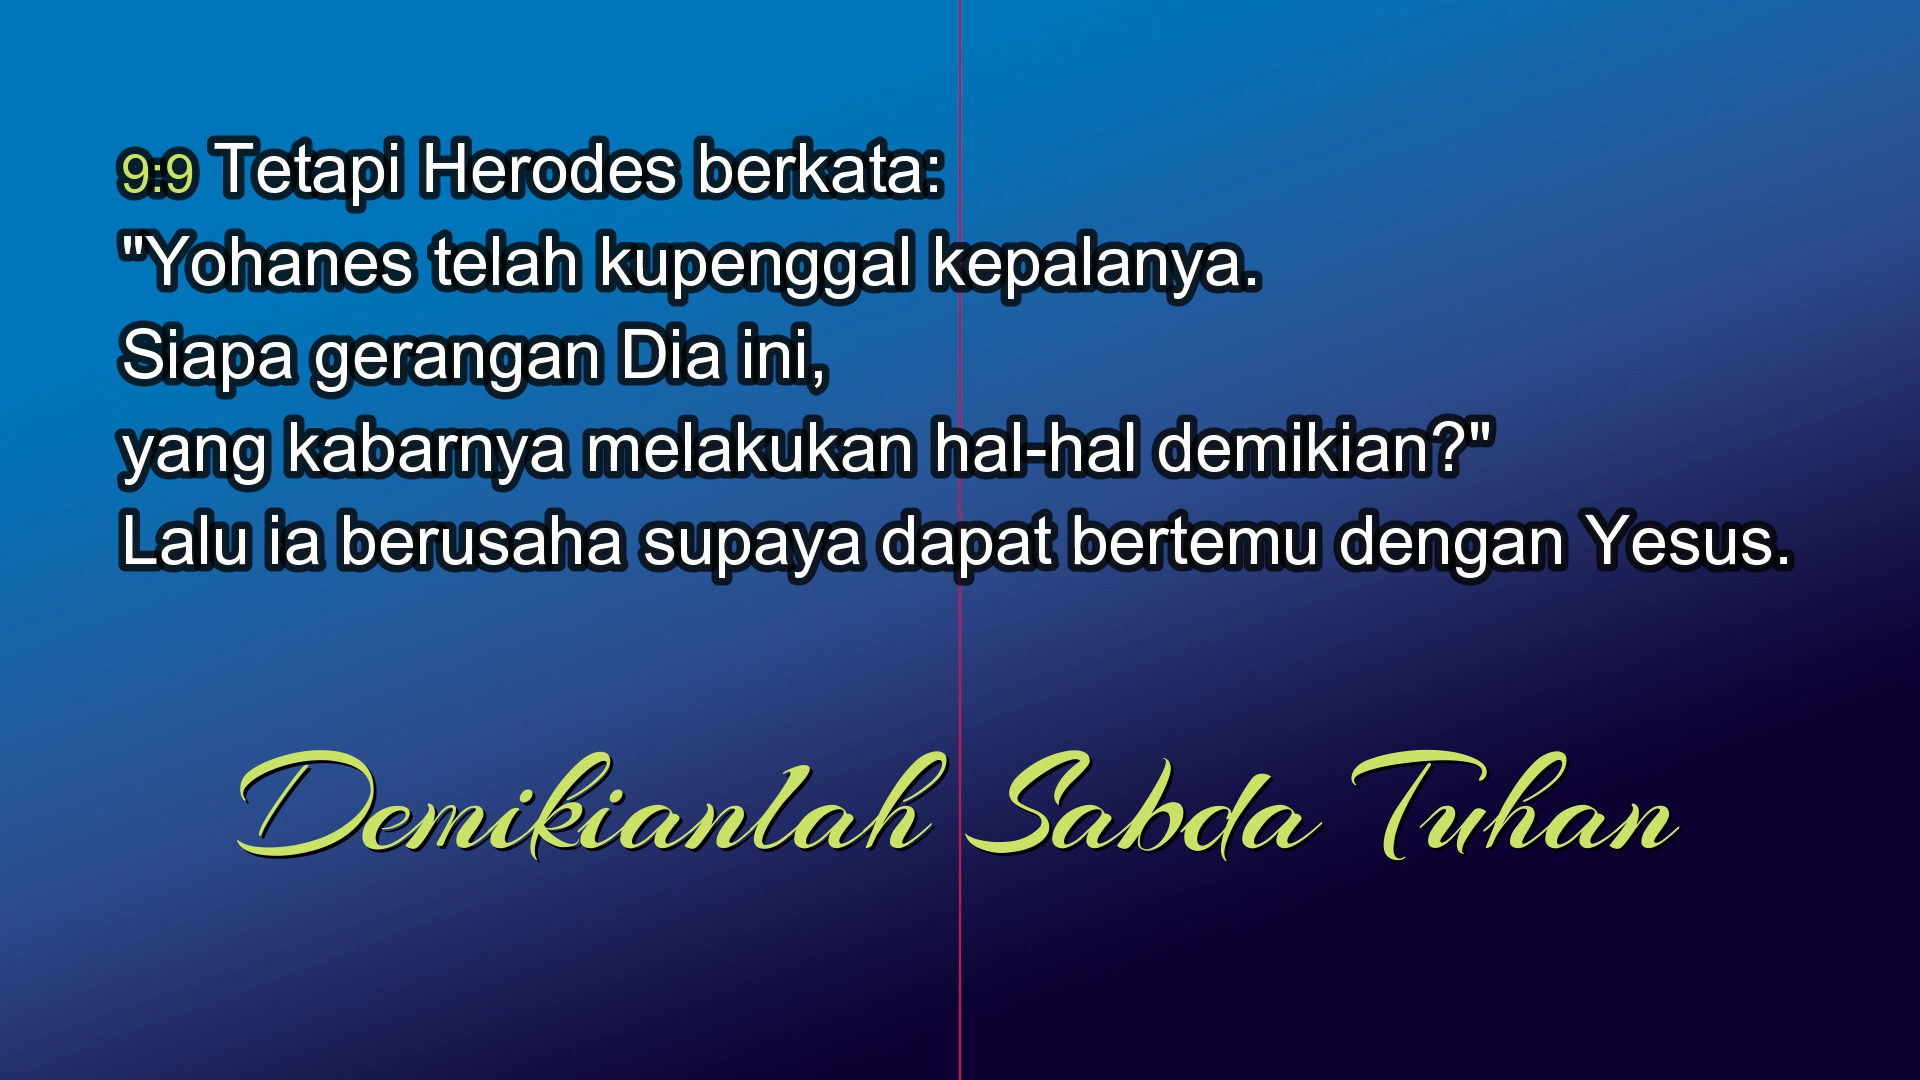 9:9 Tetapi Herodes berkata:
"Yohanes telah kupenggal kepalanya.
Siapa gerangan Dia ini,
yang kabarnya melakukan hal-hal demikian?"
Lalu ia berusaha supaya dapat bertemu dengan Yesus.
Demikianlah Sabda Tuhan